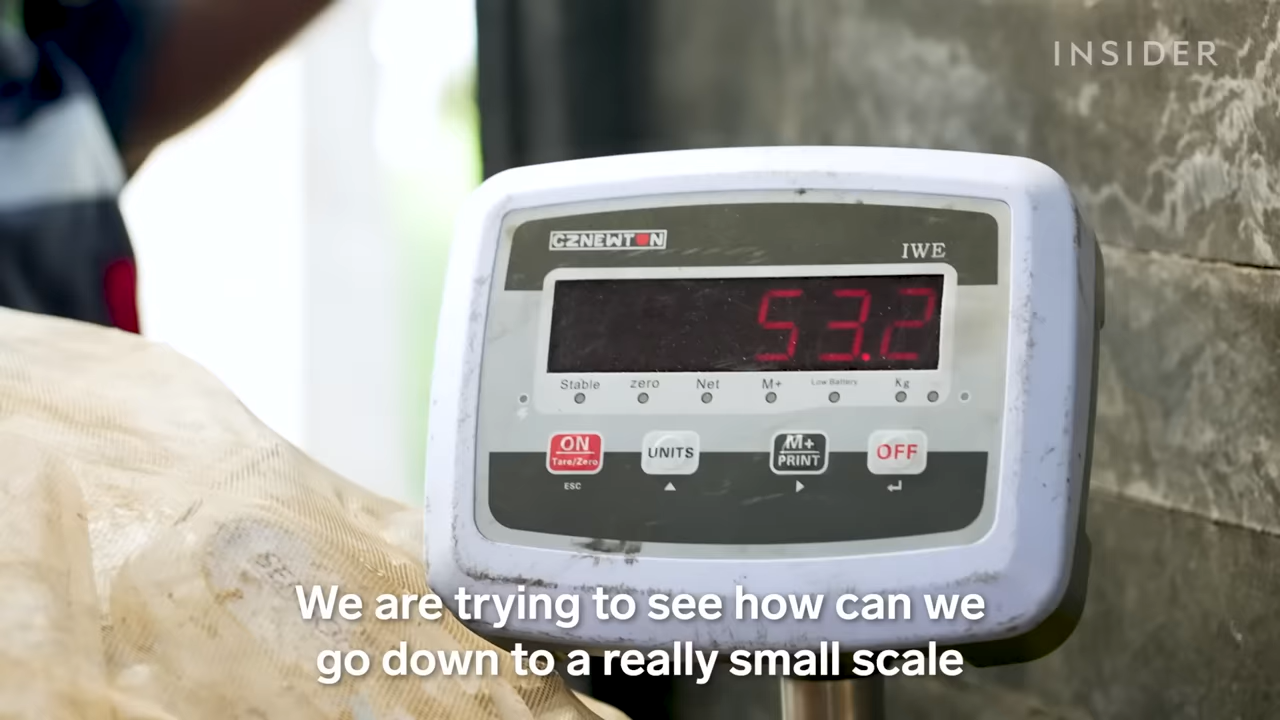 INSIDER
CZNEWTON
IWE
53.2
Stable zero Net M+ Low Battery Kg
ON UNITS M+ OFF
Tare/Zero PRINT
ESC
We are trying to see how can we
go down to a really small scale